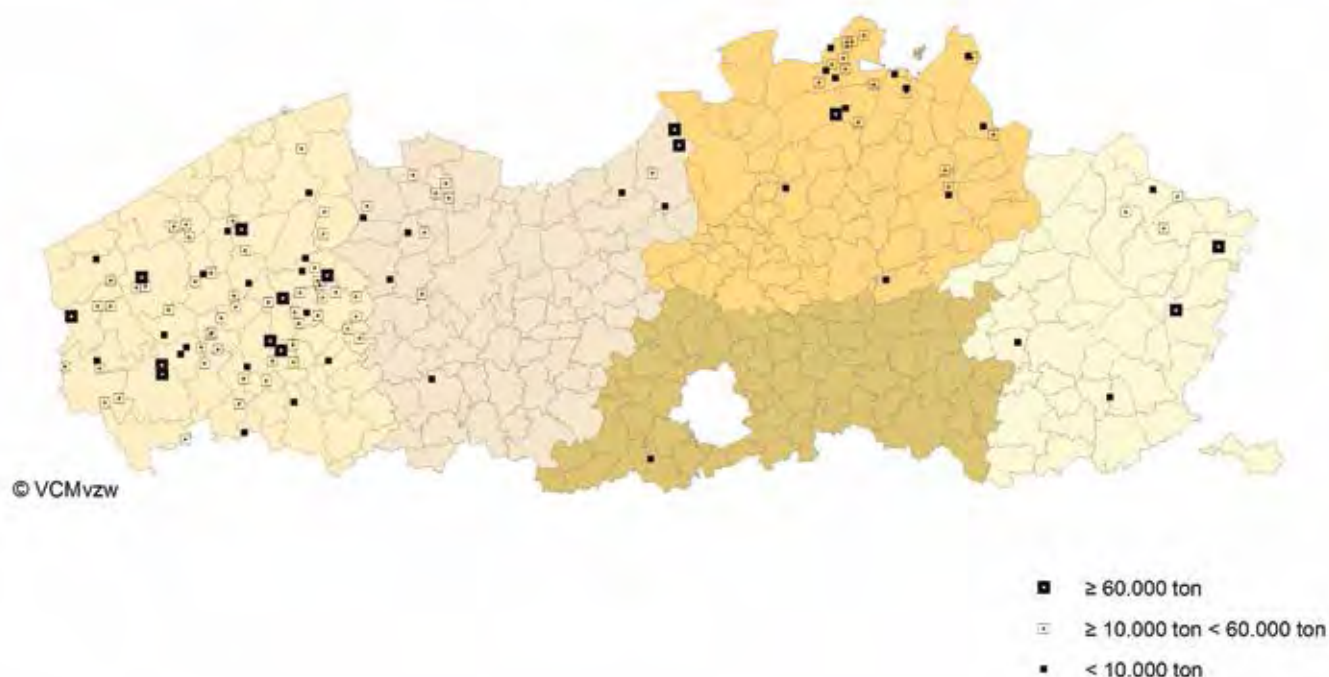 © VCMvzw
≥ 60.000 ton
≥ 10.000 ton < 60.000 ton
< 10.000 ton